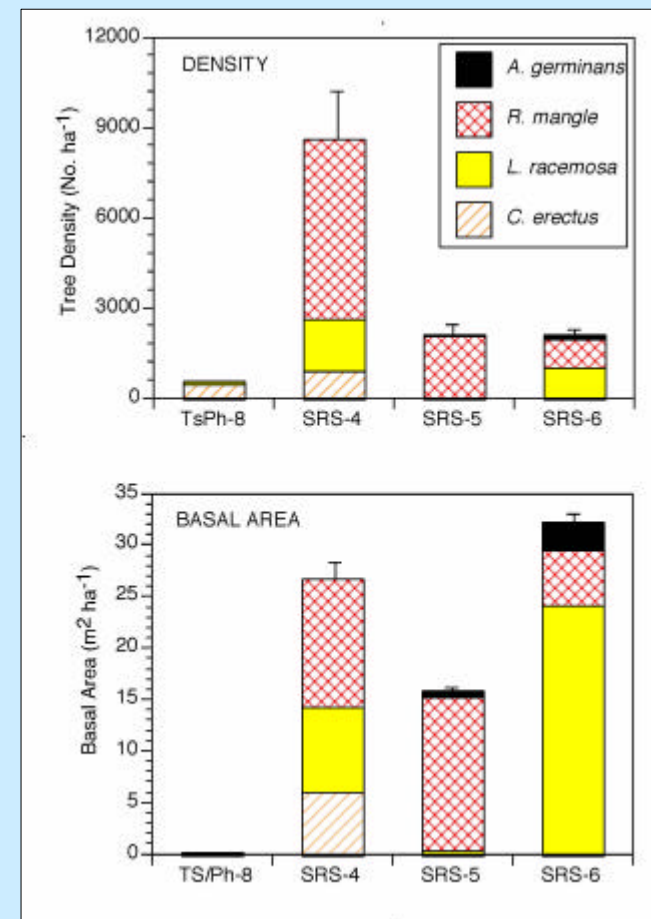 12000
9000
6000
3000
0
Tree Density (No. ha⁻¹)
DENSITY
A. germinans
R. mangle
L. racemosa
C. erectus
TsPh-8 SRS-4 SRS-5 SRS-6
35
30
25
20
15
10
5
0
Basal Area (m² ha⁻¹)
BASAL AREA
TS/Ph-8 SRS-4 SRS-5 SRS-6